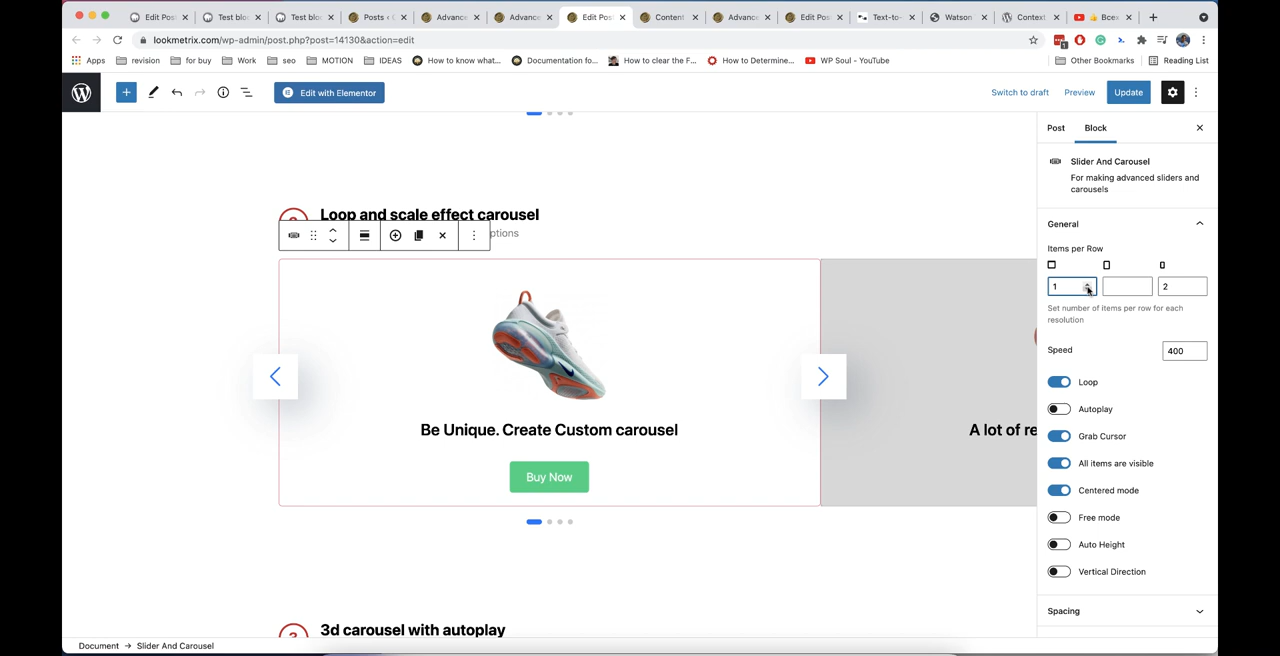 Edit Pos
Test blo
Test blo
Posts ‹
Advance
Advance
Edit Pos
Content
Advanc
Edit Pos
Text-to-
Watson
Context
Bcex
lookmetrix.com/wp-admin/post.php?post=14130&action=edit
Apps
revision
for buy
Work
seo
MOTION
IDEAS
How to know what...
Documentation fo...
How to clear the F...
How to Determine...
WP Soul - YouTube
Other Bookmarks
Reading List
Edit with Elementor
Switch to draft
Preview
Update
Post
Block
Slider And Carousel
For making advanced sliders and
carousels
General
Items per Row
1
2
Set number of items per row for each
resolution
Speed
400
Loop
Autoplay
Grab Cursor
All items are visible
Centered mode
Free mode
Auto Height
Vertical Direction
Spacing
Loop and scale effect carousel
ptions
Be Unique. Create Custom carousel
Buy Now
A lot of re
3d carousel with autoplay
Document → Slider And Carousel